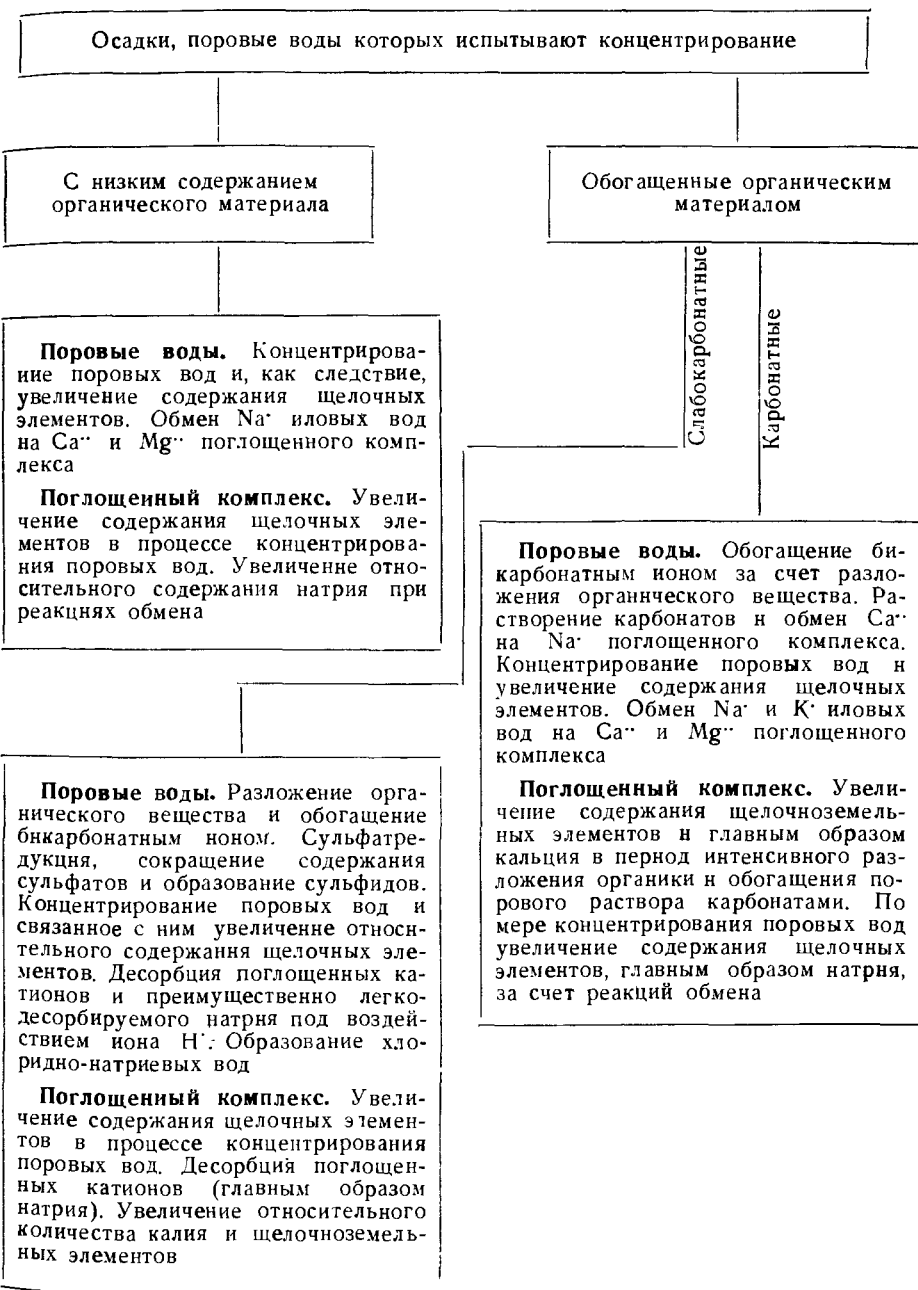 Осадки, поровые воды которых испытывают концентрирование
С низким содержанием
органического материала
Обогащенные органическим
материалом
Слабокарбонатные
Карбонатные
Поровые воды. Концентрирова-
ние поровых вод и, как следствие,
увеличение содержания щелочных
элементов. Обмен Na˙ иловых вод
на Ca¨ и Mg¨ поглощенного комп-
лекса
Поглощенный комплекс. Увели-
чение содержания щелочных эле-
ментов в процессе концентрирова-
ния поровых вод. Увеличение отно-
сительного содержания натрия при
реакциях обмена
Поровые воды. Обогащение би-
карбонатным ионом за счет разло-
жения органического вещества. Ра-
створение карбонатов и обмен Ca¨
на Na˙ поглощенного комплекса.
Концентрирование поровых вод и
увеличение содержания щелочных
элементов. Обмен Na˙ и K˙ иловых
вод на Ca¨ и Mg¨ поглощенного
комплекса
Поглощенный комплекс. Увели-
чение содержания щелочноземель-
ных элементов и главным образом
кальция в период интенсивного раз-
ложения органики и обогащения по-
рового раствора карбонатами. По
мере концентрирования поровых вод
увеличение содержания щелочных
элементов, главным образом натрия,
за счет реакций обмена
Поровые воды. Разложение орга-
нического вещества и обогащение
бикарбонатным ионом. Сульфатре-
дукция, сокращение содержания
сульфатов и образование сульфидов.
Концентрирование поровых вод и
связанное с ним увеличение относи-
тельного содержания щелочных эле-
ментов. Десорбция поглощенных ка-
тионов и преимущественно легко-
десорбируемого натрия под воздей-
ствием иона H˙. Образование хло-
ридно-натриевых вод
Поглощенный комплекс. Увели-
чение содержания щелочных элемен-
тов в процессе концентрирования
поровых вод. Десорбция поглощен-
ных катионов (главным образом
натрия). Увеличение относительного
количества калия и щелочноземель-
ных элементов